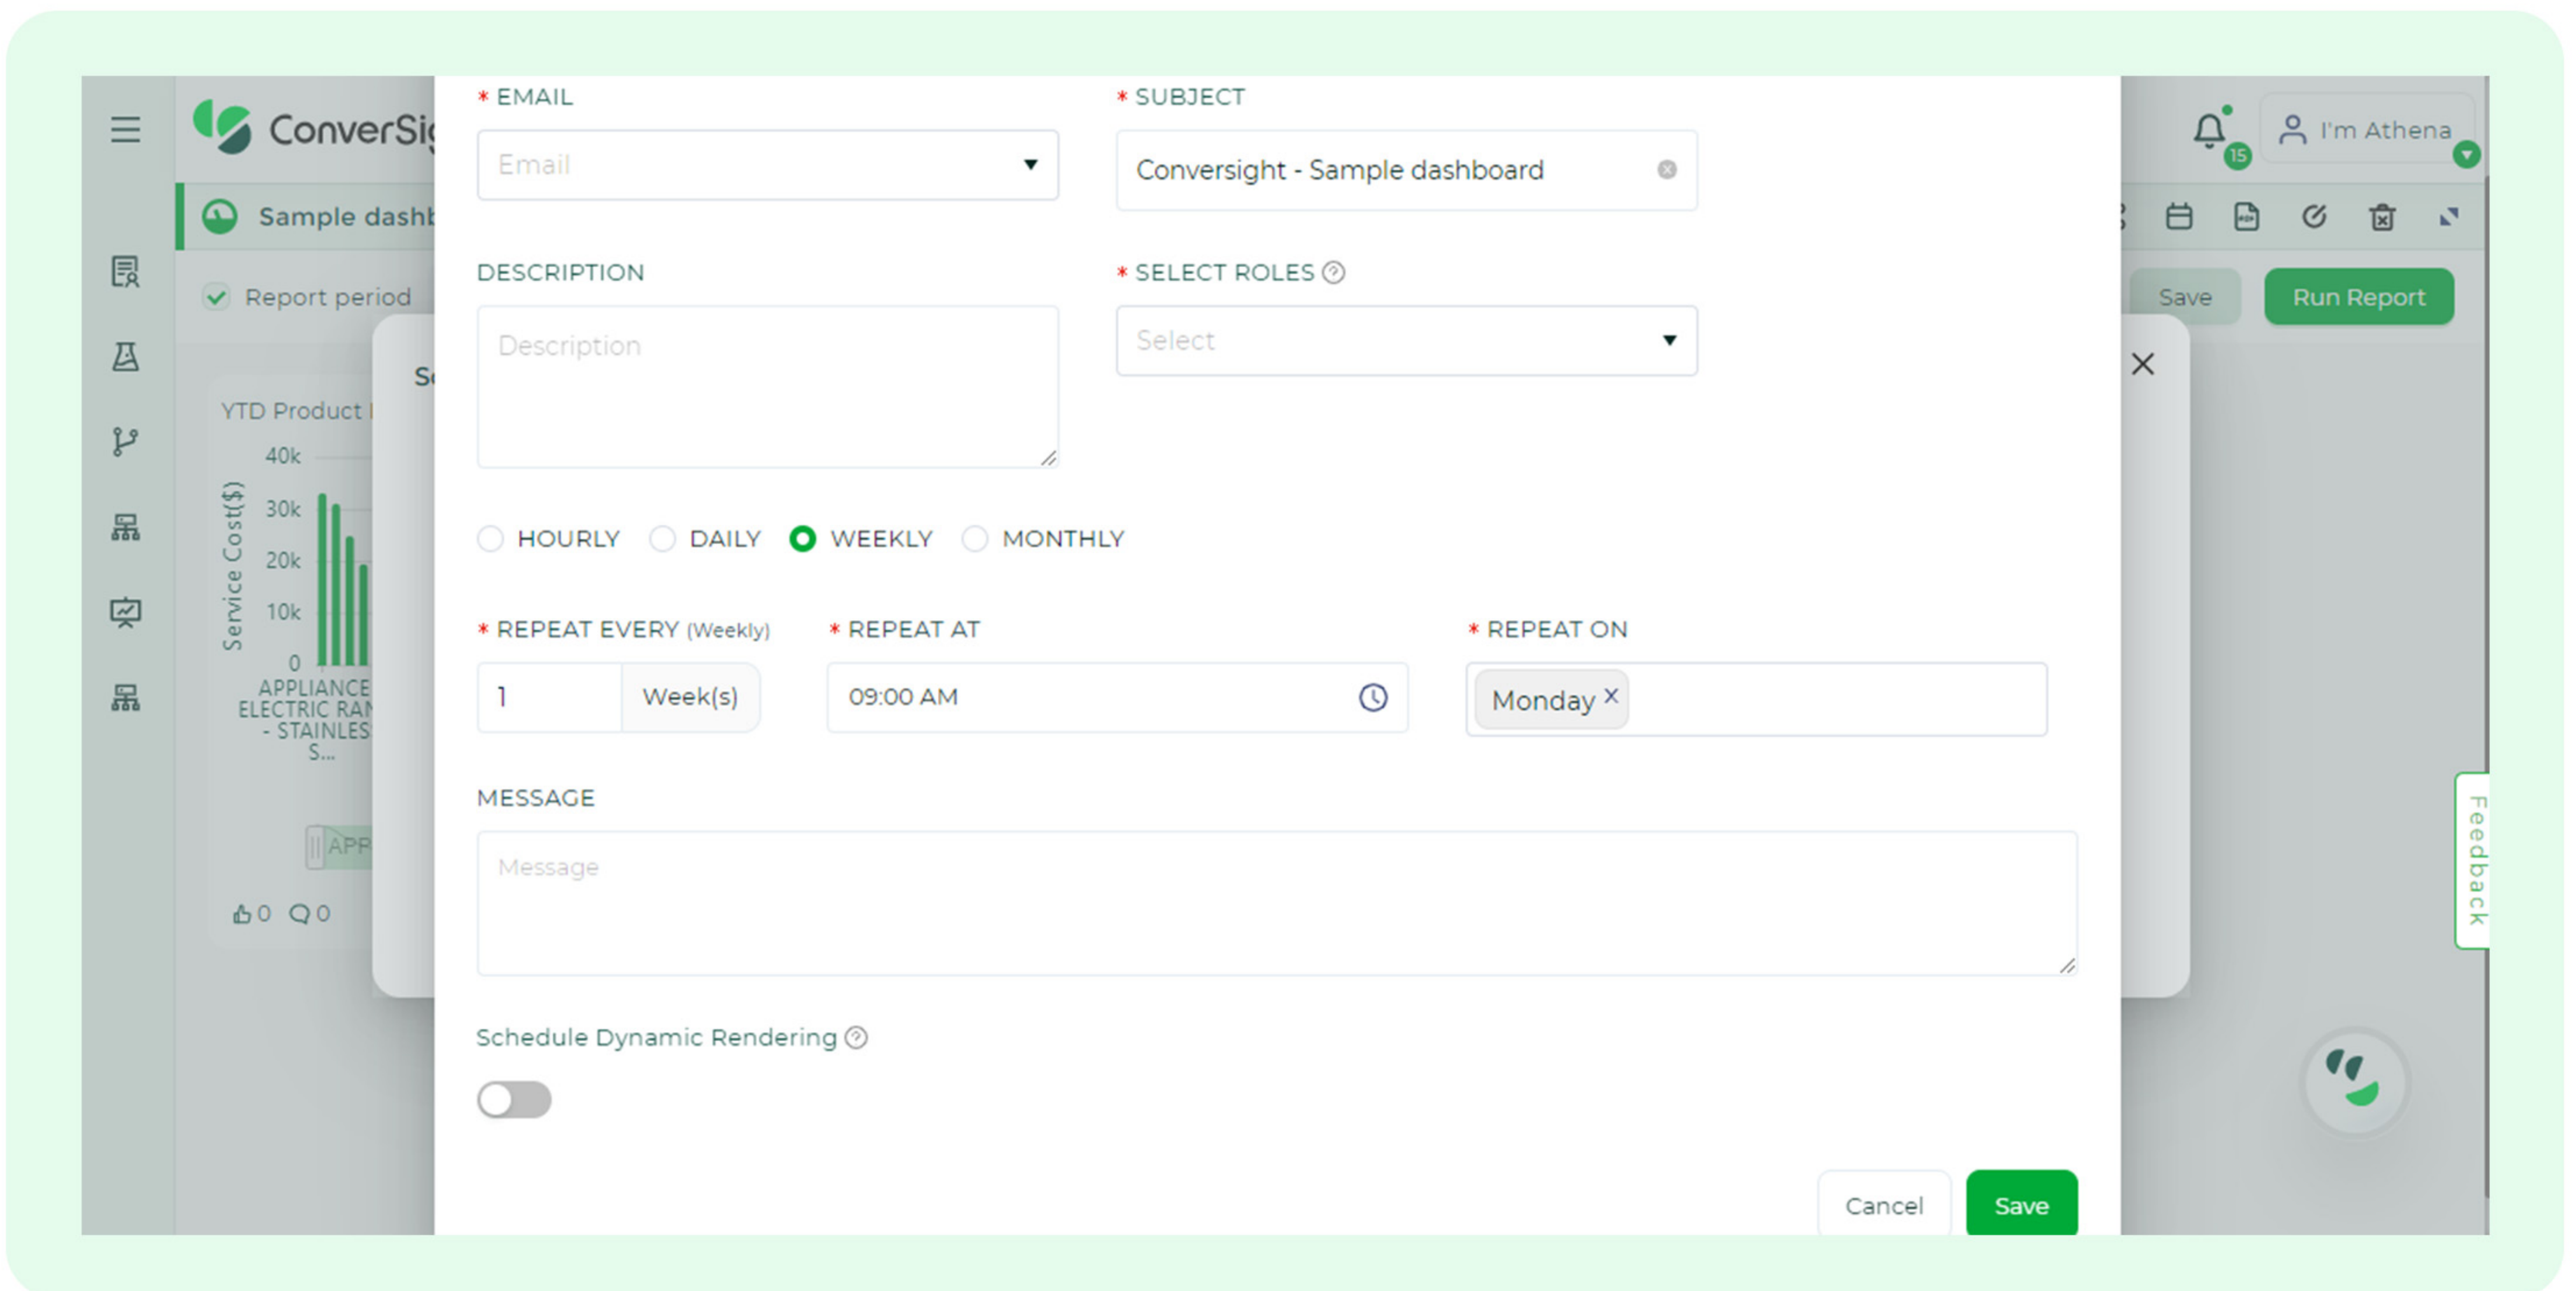 ConverSig
15
I'm Athena
Sample dashb
Report period
Save
Run Report
YTD Product
Service Cost($)
40k
30k
20k
10k
0
APPLIANCE
ELECTRIC RAN
- STAINLES
S...
APP
0 0
* EMAIL
Email
* SUBJECT
Conversight - Sample dashboard
DESCRIPTION
Description
* SELECT ROLES
Select
HOURLY DAILY WEEKLY MONTHLY
* REPEAT EVERY (Weekly)
1 Week(s)
* REPEAT AT
09:00 AM
* REPEAT ON
Monday
MESSAGE
Message
Schedule Dynamic Rendering
Cancel Save
Feedback